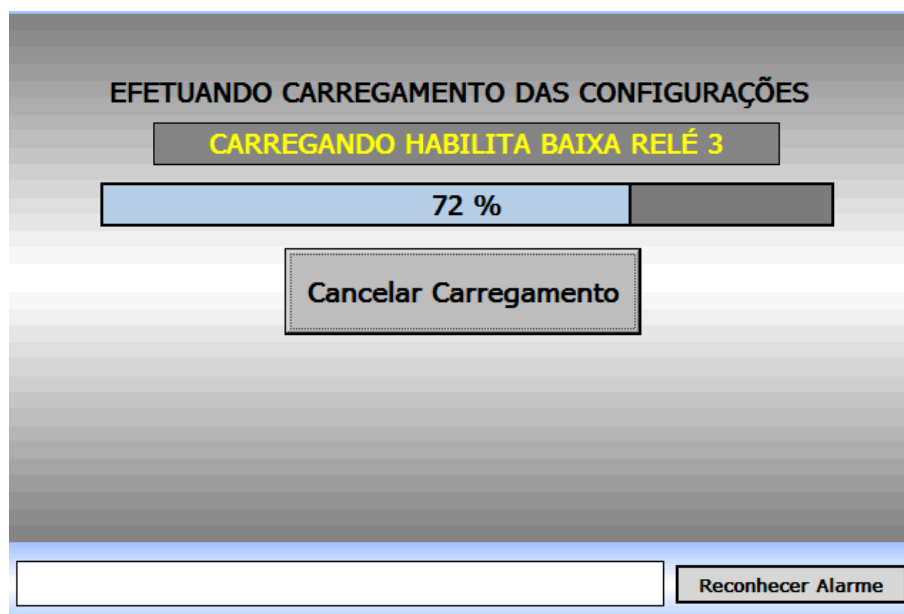 EFETUANDO CARREGAMENTO DAS CONFIGURAÇÕES
CARREGANDO HABILITA BAIXA RELÉ 3
72 %
Cancelar Carregamento
Reconhecer Alarme